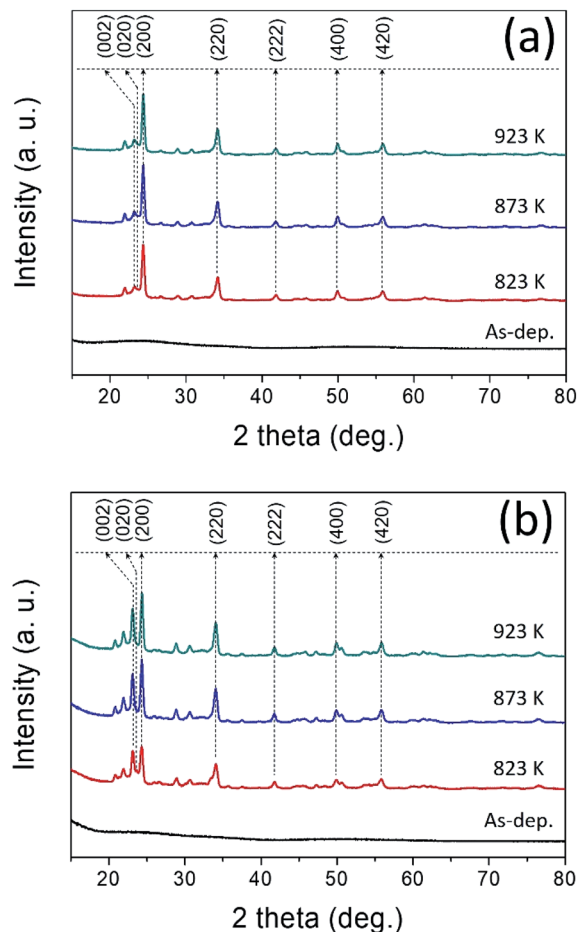 (002)
(020)
(200)
(220)
(222)
(400)
(420)
(a)
923 K
873 K
823 K
As-dep.
Intensity (a. u.)
20 30 40 50 60 70 80
2 theta (deg.)
(002)
(020)
(200)
(220)
(222)
(400)
(420)
(b)
923 K
873 K
823 K
As-dep.
Intensity (a. u.)
20 30 40 50 60 70 80
2 theta (deg.)